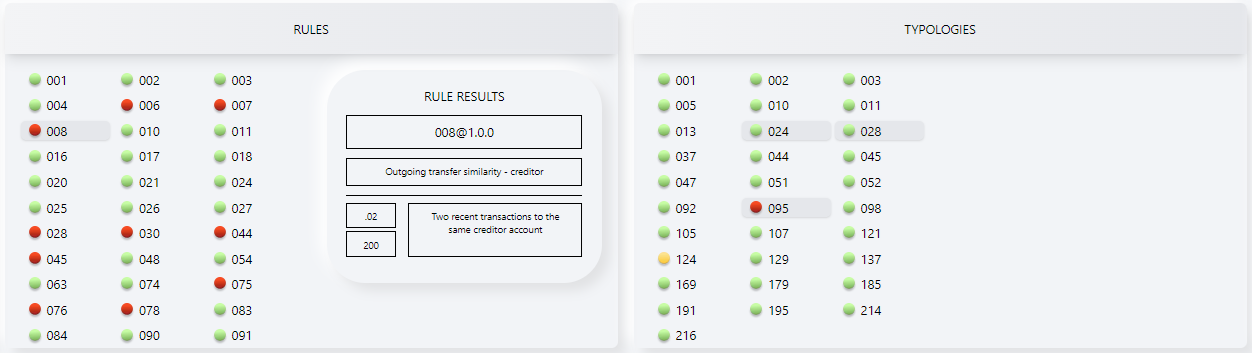 RULES
001 002 003
004 006 007
008 010 011
016 017 018
020 021 024
025 026 027
028 030 044
045 048 054
063 074 075
076 078 083
084 090 091
RULE RESULTS
008@1.0.0
Outgoing transfer similarity - creditor
.02
200
Two recent transactions to the
same creditor account
TYPOLOGIES
001 002 003
005 010 011
013 024 028
037 044 045
047 051 052
092 095 098
105 107 121
124 129 137
169 179 185
191 195 214
216